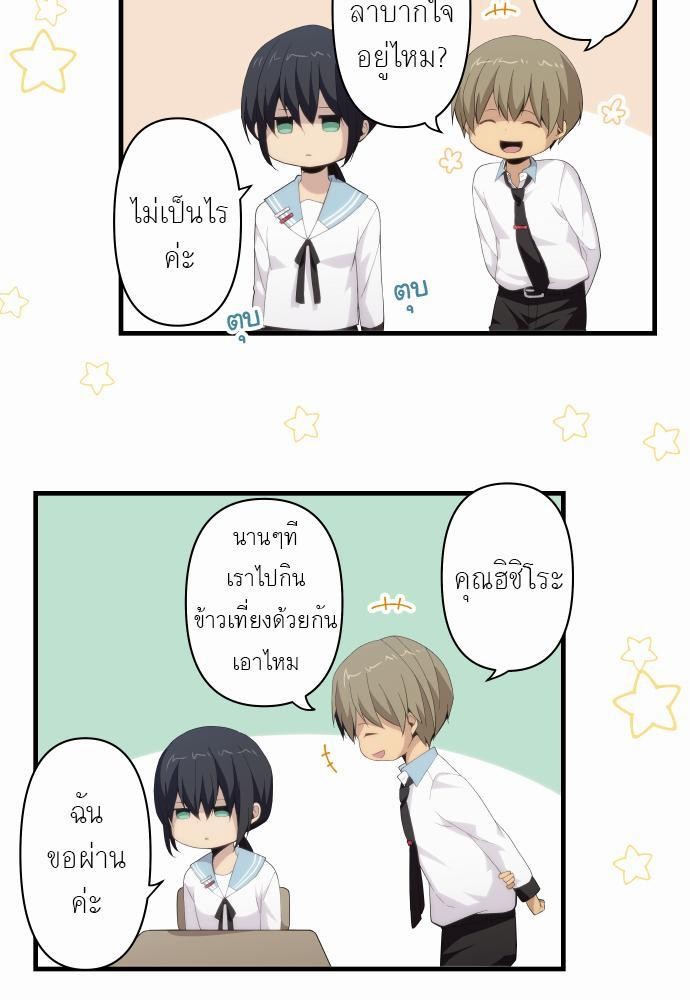 ลำบากใจ
อยู่ไหม?
ไม่เป็นไร
ค่ะ
ตุบ
ตุบ
คุณฮิชิโระ
นานๆที
เราไปกิน
ข้าวเที่ยงด้วยกัน
เอาไหม
ฉัน
ขอผ่าน
ค่ะ